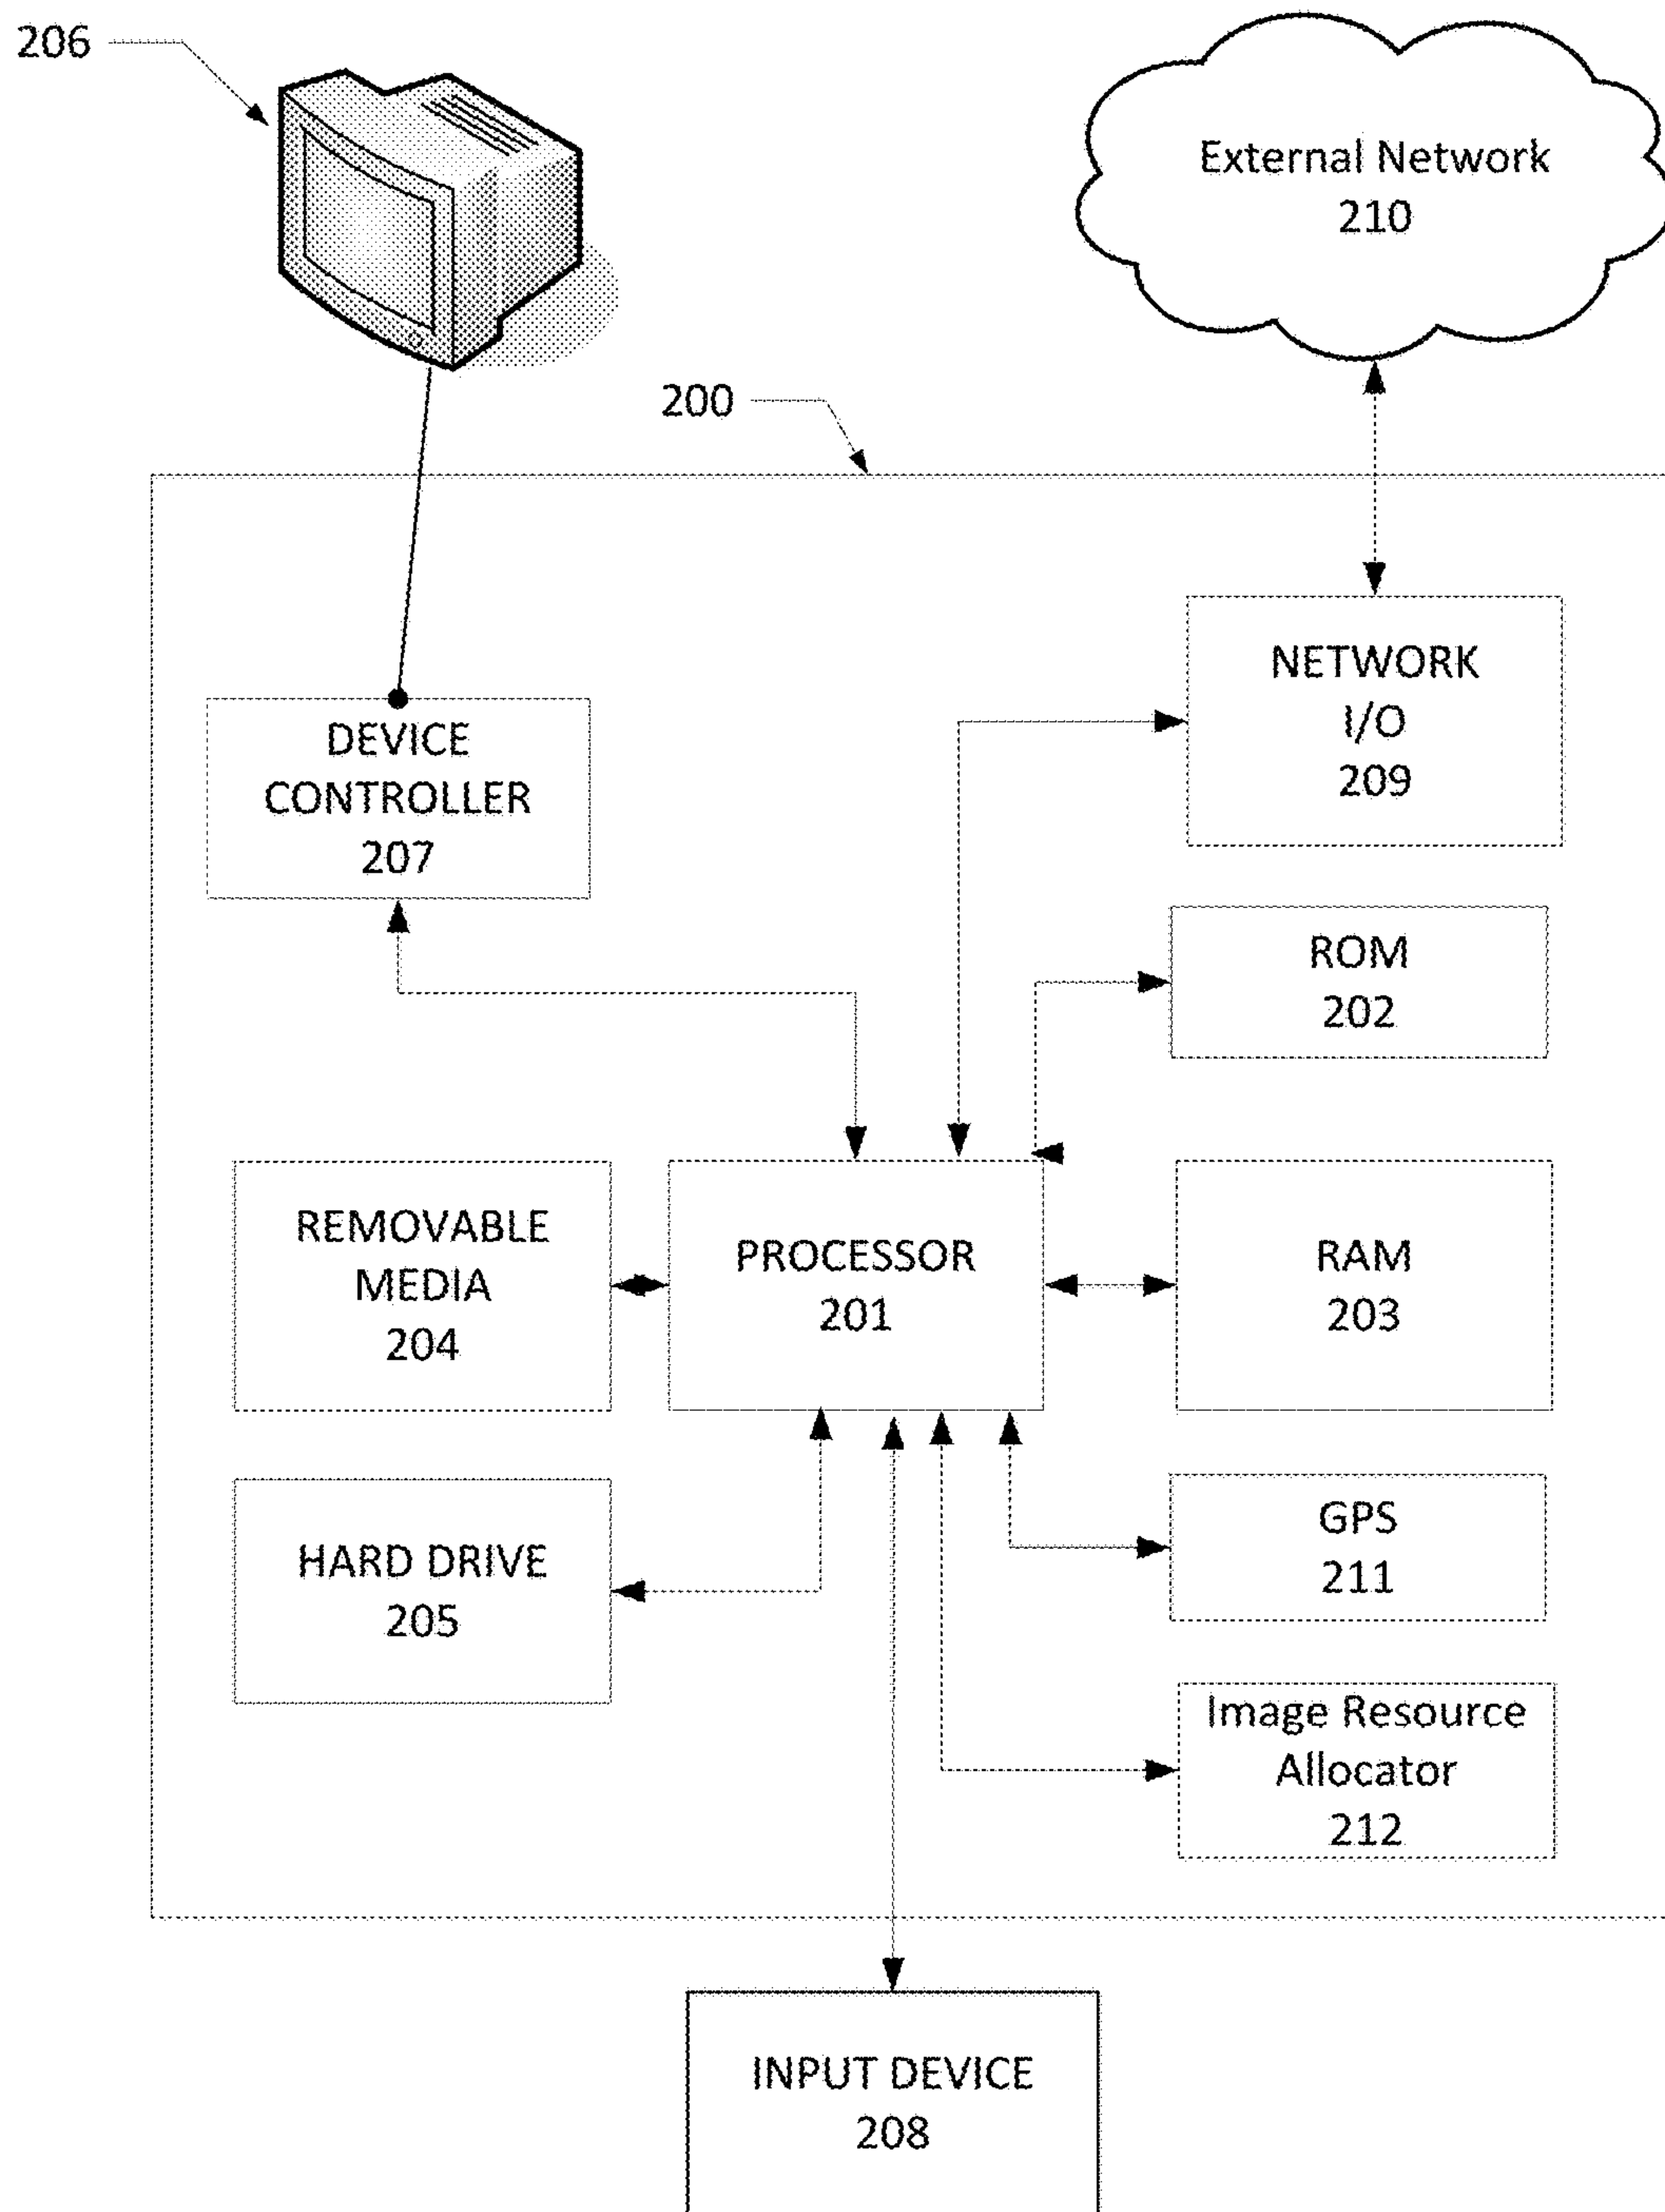 206
External Network
210
200
NETWORK
I/O
209
DEVICE
CONTROLLER
207
ROM
202
REMOVABLE
MEDIA
204
PROCESSOR
201
RAM
203
HARD DRIVE
205
GPS
211
Image Resource
Allocator
212
INPUT DEVICE
208